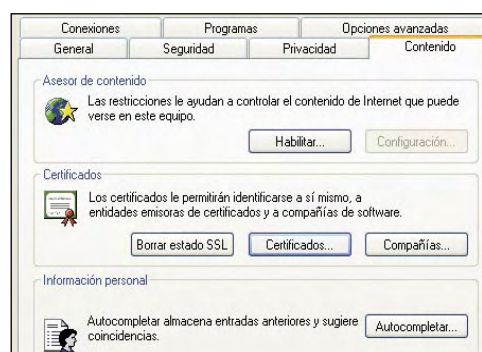 Conexiones Programas Opciones avanzadas
General Seguridad Privacidad Contenido
Asesor de contenido
Las restricciones le ayudan a controlar el contenido de Internet que puede
verse en este equipo.
Habilitar... Configuración...
Certificados
Los certificados le permitirán identificarse a sí mismo, a
entidades emisoras de certificados y a compañías de software.
Borrar estado SSL Certificados... Compañías...
Información personal
Autocompletar almacena entradas anteriores y sugiere Autocompletar...
coincidencias.